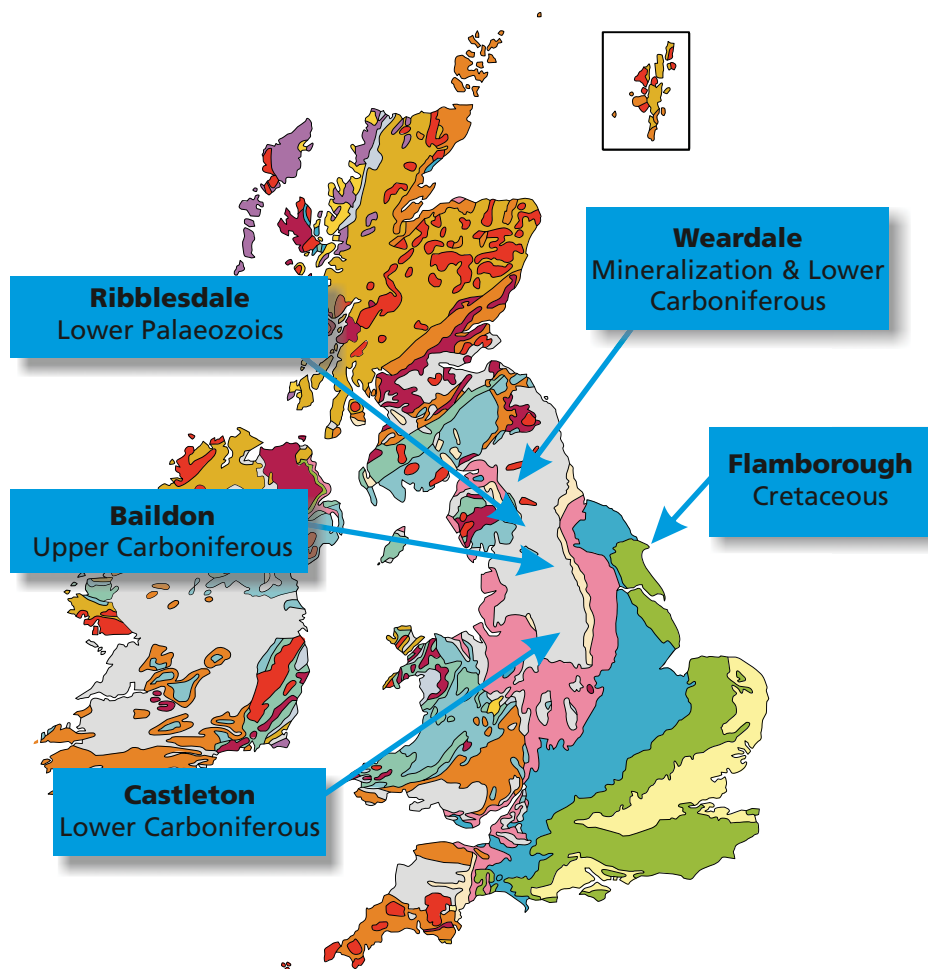 Weardale
Mineralization & Lower
Carboniferous
Ribblesdale
Lower Palaeozoics
Flamborough
Cretaceous
Baildon
Upper Carboniferous
Castleton
Lower Carboniferous